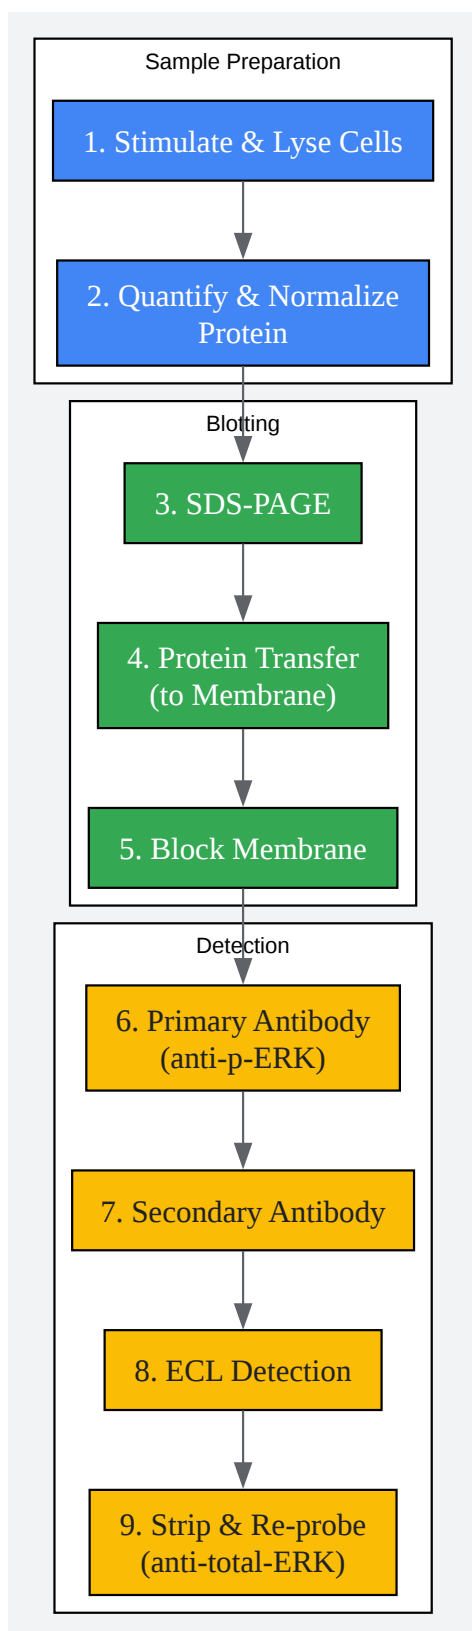 Sample Preparation
1. Stimulate & Lyse Cells
2. Quantify & Normalize
Protein
Blotting
3. SDS-PAGE
4. Protein Transfer
(to Membrane)
5. Block Membrane
Detection
6. Primary Antibody
(anti-p-ERK)
7. Secondary Antibody
8. ECL Detection
9. Strip & Re-probe
(anti-total-ERK)